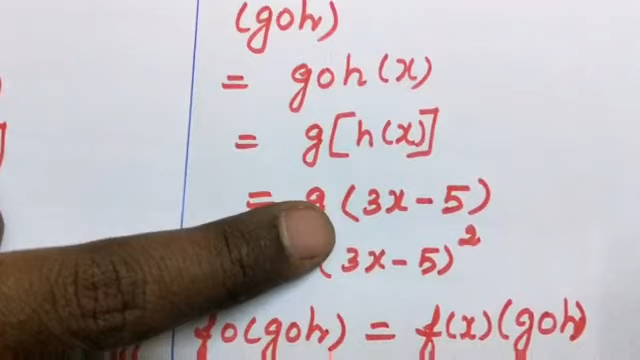 (goh)
= goh(x)
= g[h(x)]
= g(3x-5)
(3x-5)²
fo(goh) = f(x)(goh)